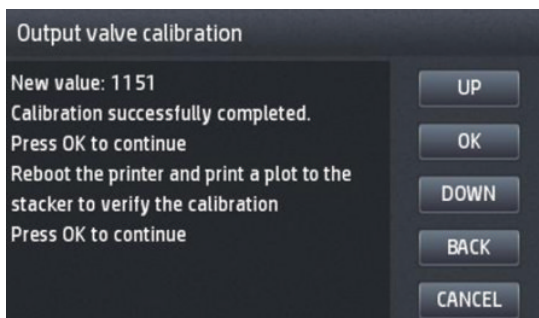 Output valve calibration
New value: 1151
Calibration successfully completed.
Press OK to continue
Reboot the printer and print a plot to the
stacker to verify the calibration
Press OK to continue
UP
OK
DOWN
BACK
CANCEL